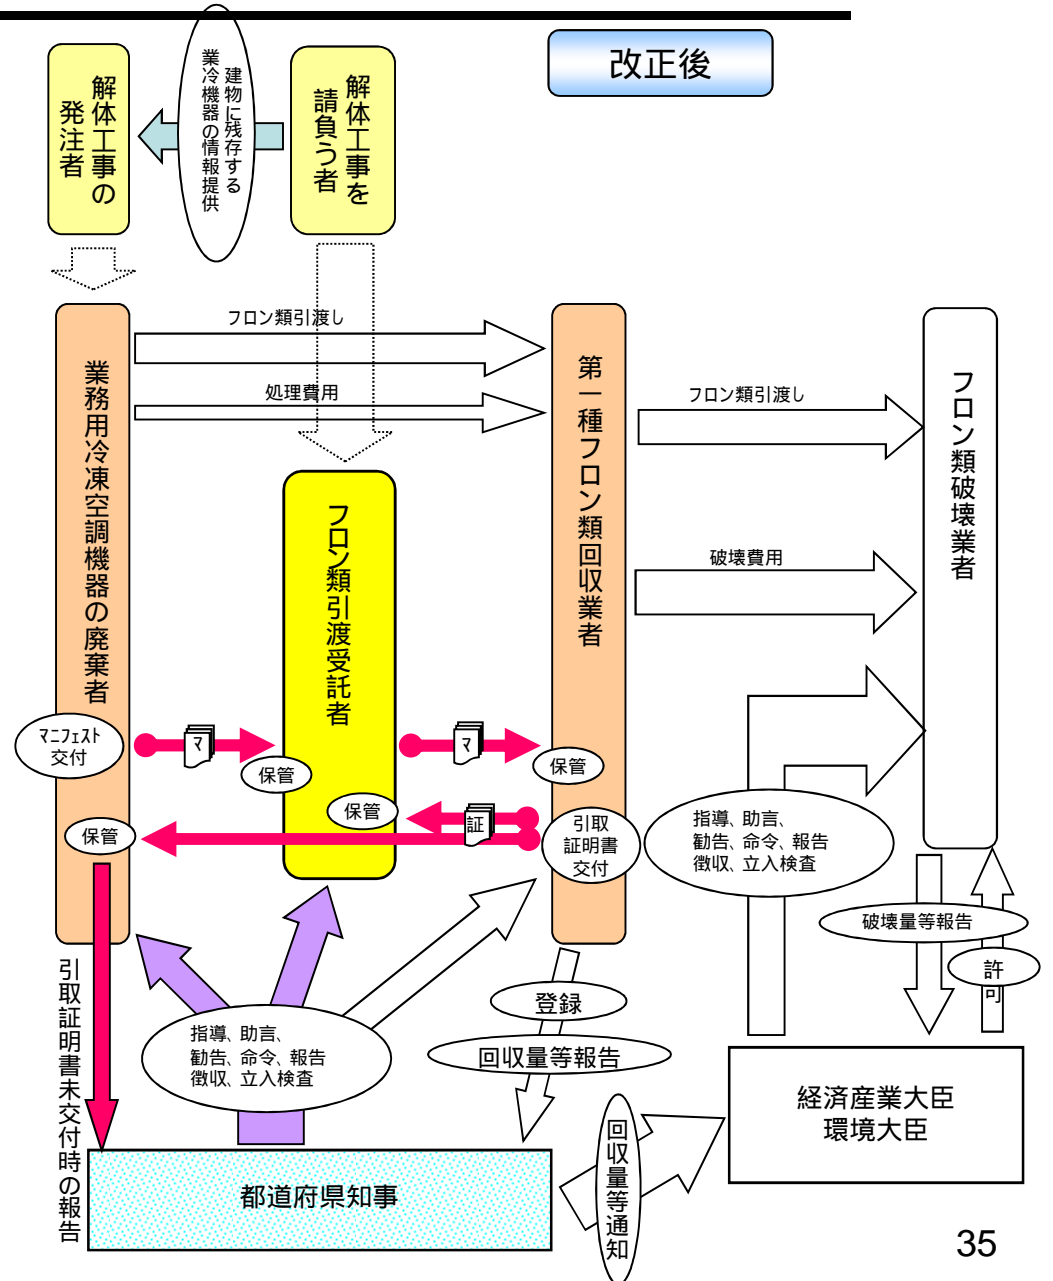 改正後
解体工事の
発注者
建物に残存する
業冷機器の情報提供
解体工事を
請負う者
フロン類引渡し
処理費用
フロン類引渡し
破壊費用
業務用冷凍空調機器の廃棄者
フロン類引渡受託者
第一種フロン類回収業者
フロン類破壊業者
ﾏﾆﾌｪｽﾄ
交付
マ
保管
マ
保管
保管
証
保管
引取
証明書
交付
指導、助言、
勧告、命令、報告
徴収、立入検査
破壊量等報告
許
可
引取証明書未交付時の報告
登録
回収量等報告
指導、助言、
勧告、命令、報告
徴収、立入検査
経済産業大臣
環境大臣
回収量等通知
都道府県知事
35